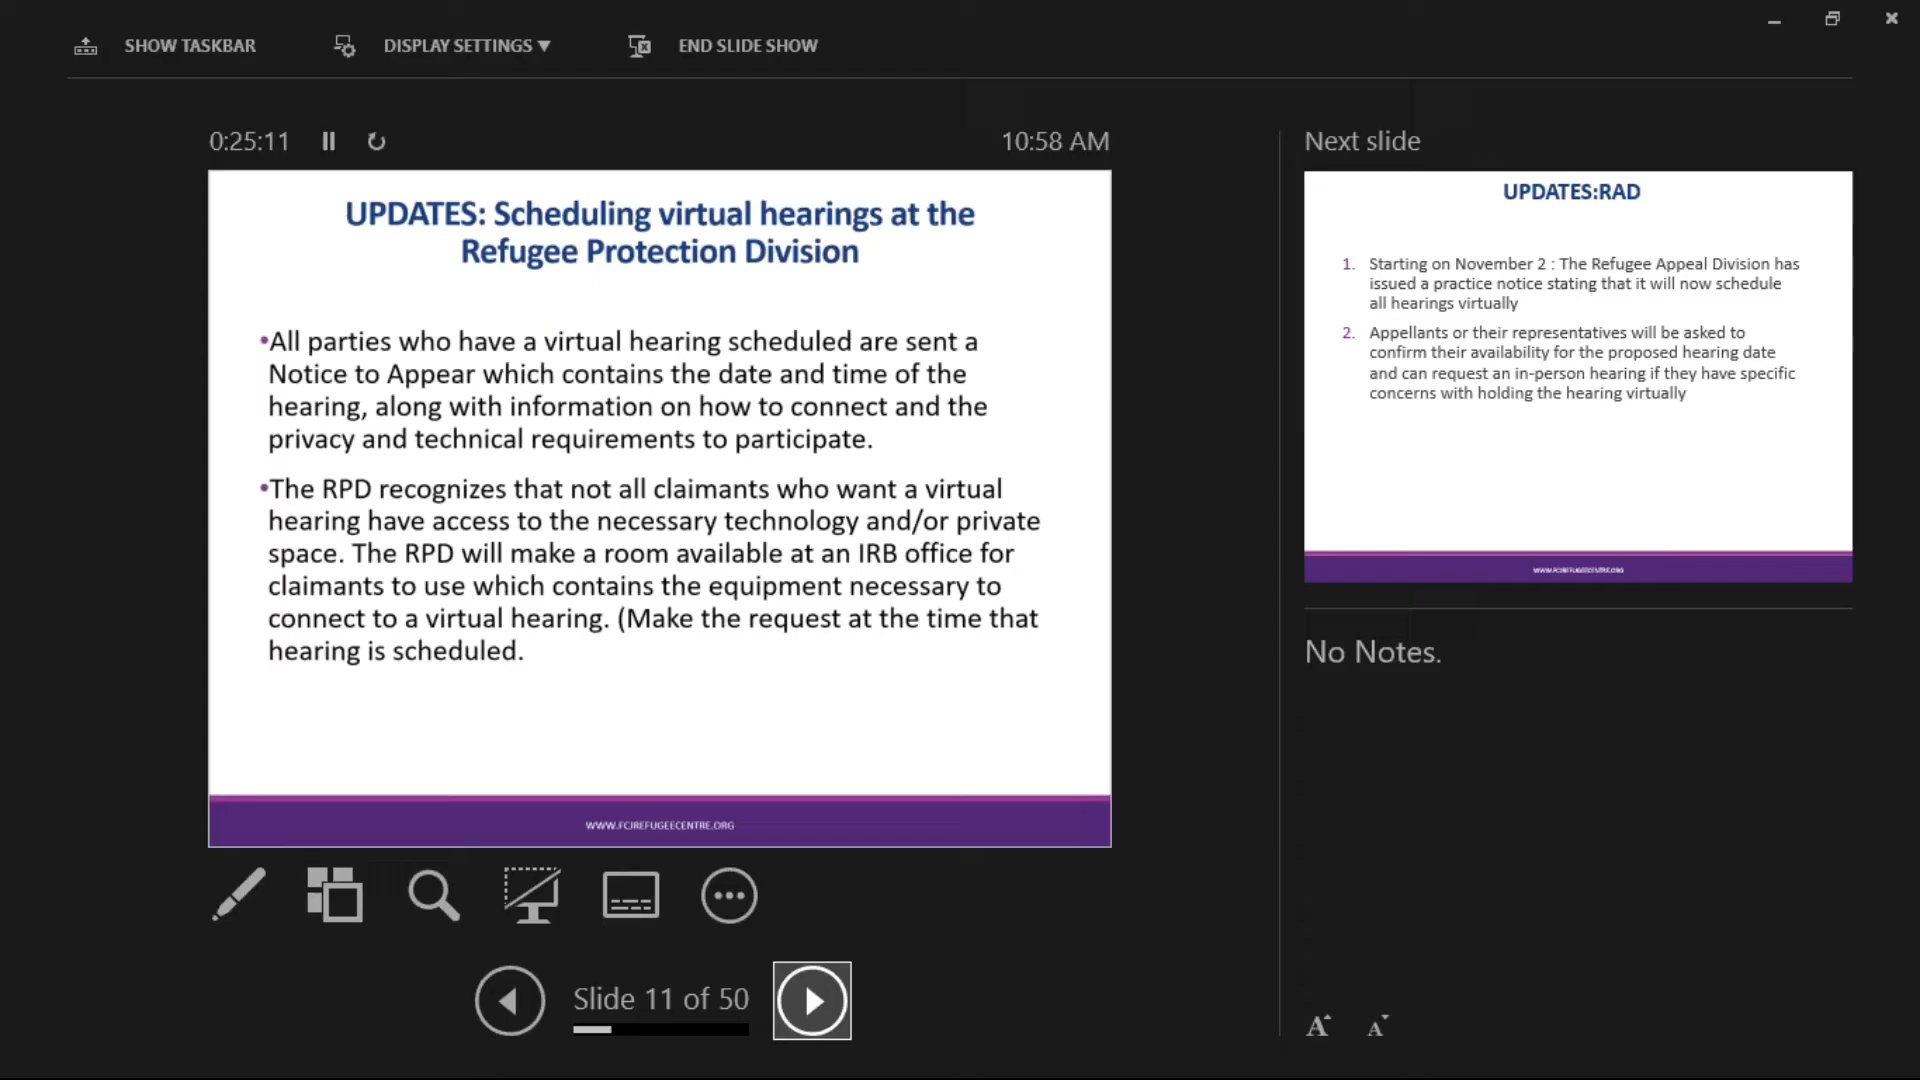 SHOW TASKBAR
DISPLAY SETTINGS ▼
END SLIDE SHOW
0:25:11
10:58 AM
UPDATES: Scheduling virtual hearings at the
Refugee Protection Division
•All parties who have a virtual hearing scheduled are sent a
Notice to Appear which contains the date and time of the
hearing, along with information on how to connect and the
privacy and technical requirements to participate.
•The RPD recognizes that not all claimants who want a virtual
hearing have access to the necessary technology and/or private
space. The RPD will make a room available at an IRB office for
claimants to use which contains the equipment necessary to
connect to a virtual hearing. (Make the request at the time that
hearing is scheduled.
WWW.FCJREFUGEECENTRE.ORG
Slide 11 of 50
Next slide
UPDATES:RAD
1. Starting on November 2 : The Refugee Appeal Division has
issued a practice notice stating that it will now schedule
all hearings virtually
2. Appellants or their representatives will be asked to
confirm their availability for the proposed hearing date
and can request an in-person hearing if they have specific
concerns with holding the hearing virtually
WWW.FCJREFUGEECENTRE.ORG
No Notes.
A A